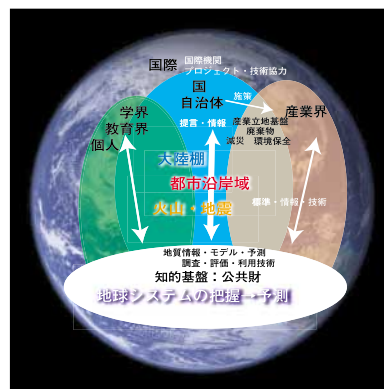 国際
国際機関
プロジェクト・技術協力
国
自治体
施策
学界
教育界
個人
産業界
提言・情報
産業立地基盤
廃棄物
減災 環境保全
大陸棚
都市沿岸域
火山・地震
標準・情報・技術
地質情報・モデル・予測
調査・評価・利用技術
知的基盤：公共財
地球システムの把握→予測